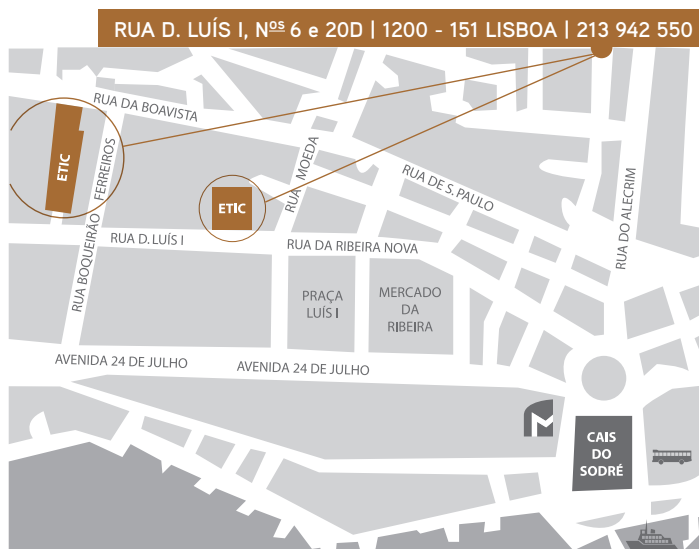 RUA D. LUÍS I, Nºˢ 6 e 20D | 1200 - 151 LISBOA | 213 942 550
RUA DA BOAVISTA
ETIC
RUA BOQUEIRÃO FERREIROS
RUA MOEDA
ETIC
RUA DE S. PAULO
RUA DO ALECRIM
RUA D. LUÍS I
RUA DA RIBEIRA NOVA
PRAÇA
LUÍS I
MERCADO
DA
RIBEIRA
AVENIDA 24 DE JULHO
AVENIDA 24 DE JULHO
M
CAIS
DO
SODRÉ